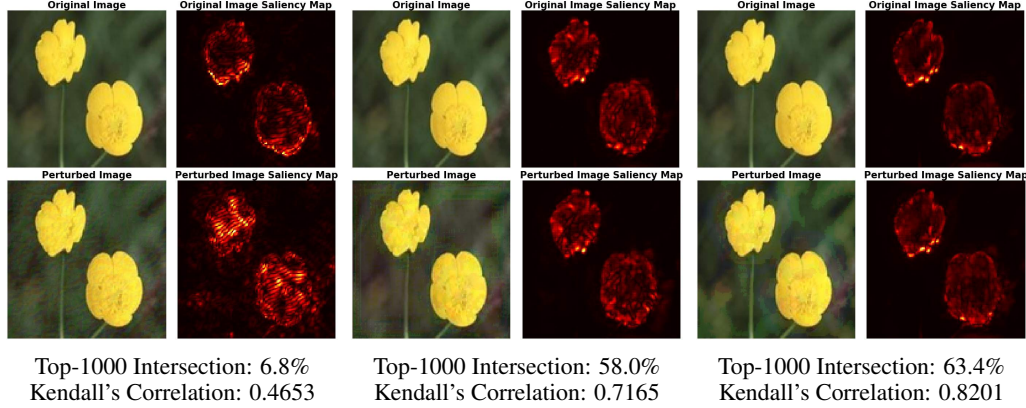 Original Image Original Image Saliency Map Original Image Original Image Saliency Map Original Image Original Image Saliency Map
Perturbed Image Perturbed Image Saliency Map Perturbed Image Perturbed Image Saliency Map Perturbed Image Perturbed Image Saliency Map
Top-1000 Intersection: 6.8% Top-1000 Intersection: 58.0% Top-1000 Intersection: 63.4%
Kendall's Correlation: 0.4653 Kendall's Correlation: 0.7165 Kendall's Correlation: 0.8201